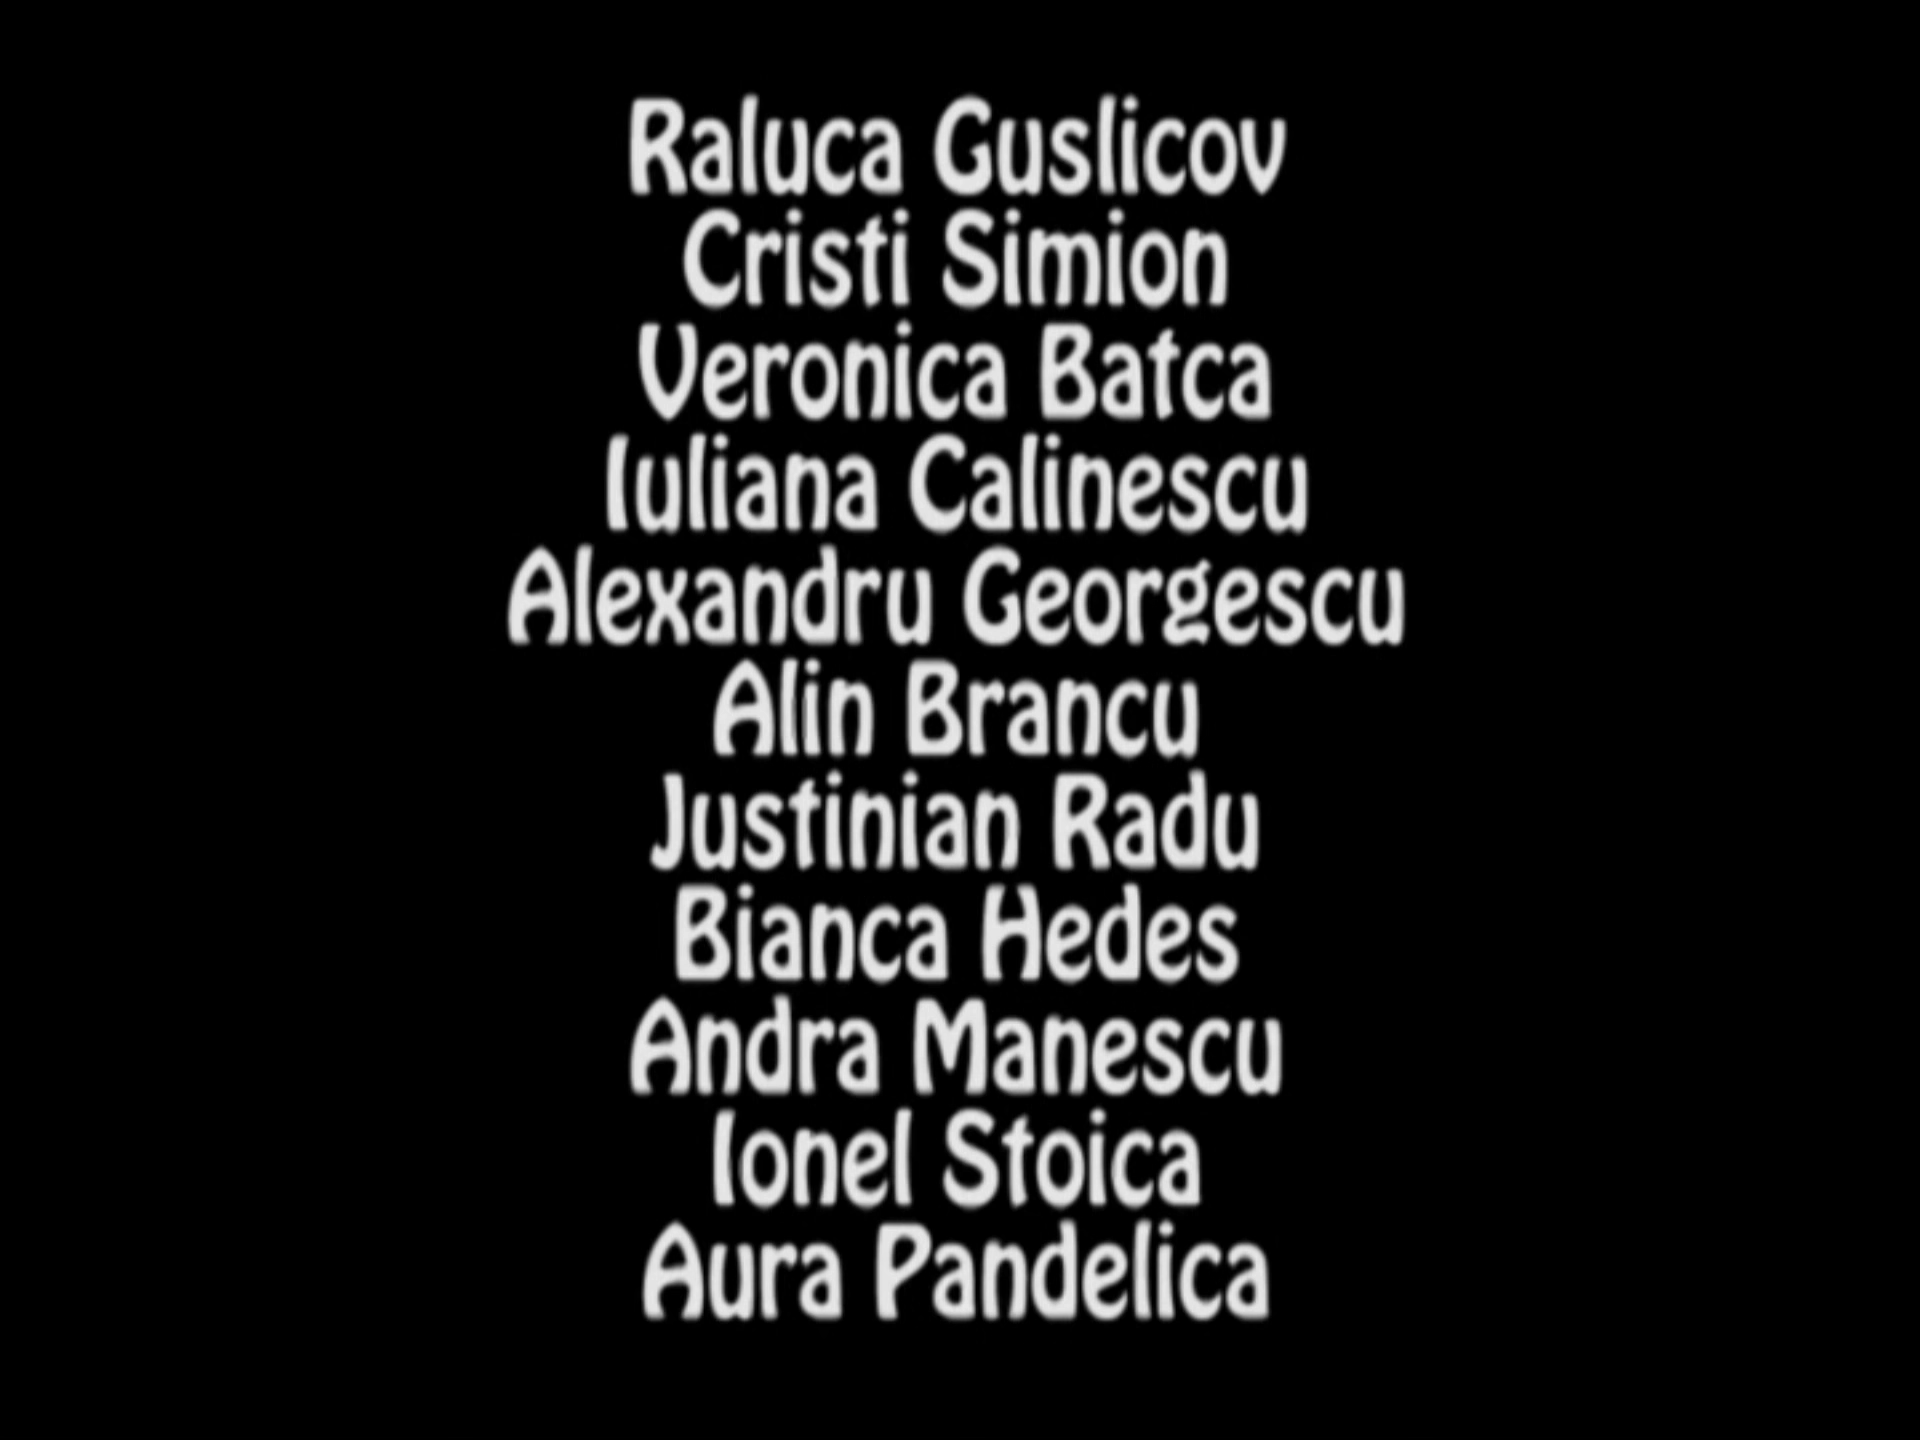 Raluca Guslicov
Cristi Simion
Veronica Batca
Iuliana Calinescu
Alexandru Georgescu
Alin Brancu
Justinian Radu
Bianca Hedes
Andra Manescu
Ionel Stoica
Aura Pandelica